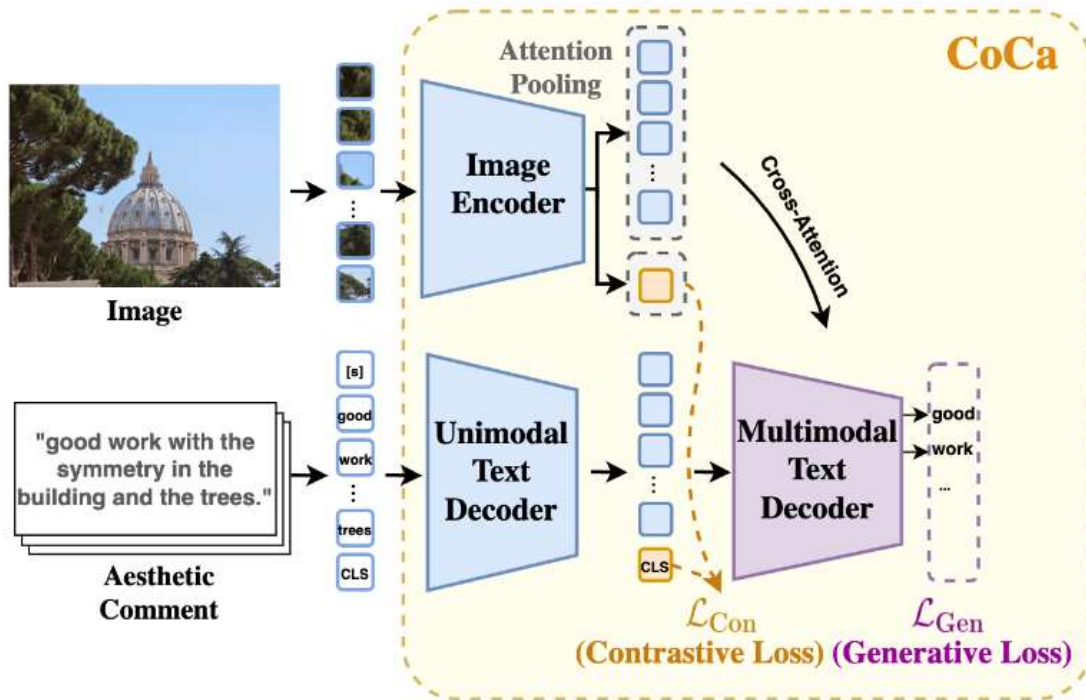 CoCa
Attention
Pooling
Image
Encoder
Cross-Attention
Image
[s]
good
work
trees
CLS
"good work with the
symmetry in the
building and the trees."
Aesthetic
Comment
Unimodal
Text
Decoder
CLS
Multimodal
Text
Decoder
good
work
...
L_Con
(Contrastive Loss)
L_Gen
(Generative Loss)